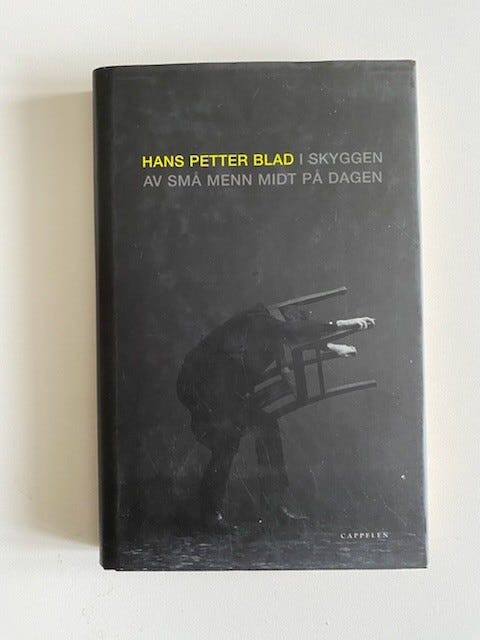 HANS PETTER BLAD I SKYGGEN
AV SMÅ MENN MIDT PÅ DAGEN
CAPPELEN